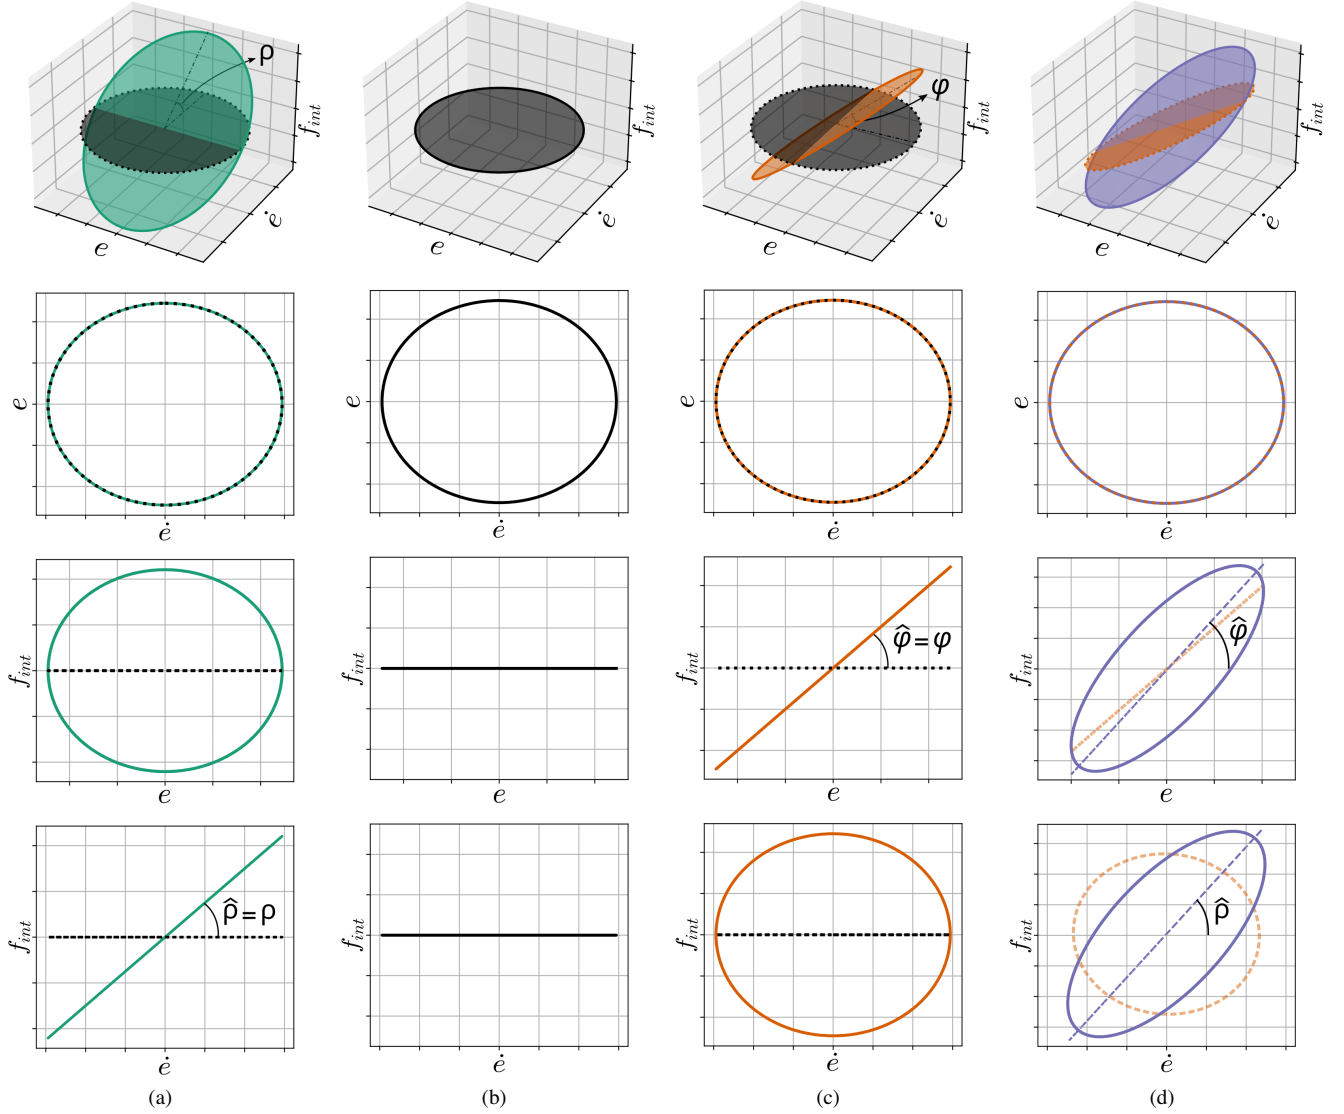 ρ
f_int
ė
e
f_int
ė
e
φ
f_int
ė
e
f_int
ė
e
e
ė
e
ė
e
ė
e
ė
f_int
e
f_int
e
f_int
φ̂ = φ
e
f_int
φ̂
e
f_int
ρ̂ = ρ
ė
f_int
ė
f_int
ė
f_int
ρ̂
ė
(a)
(b)
(c)
(d)